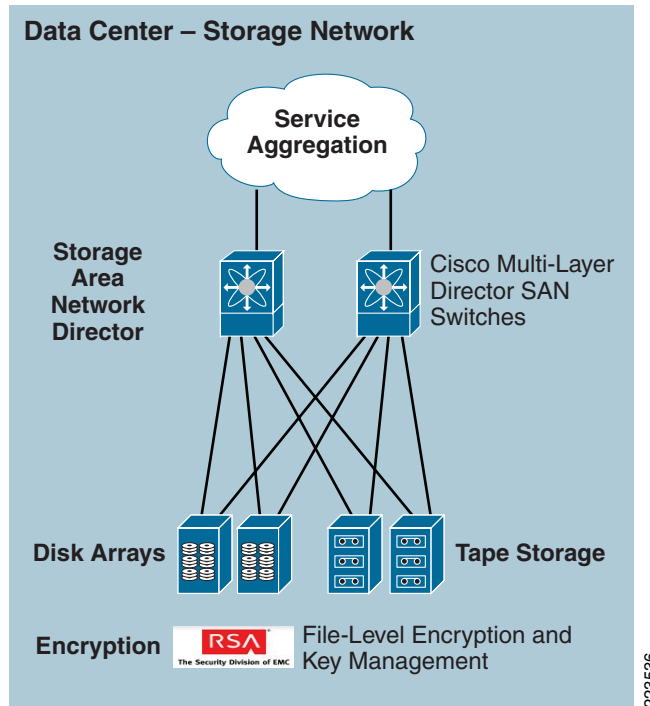 Data Center – Storage Network
Service
Aggregation
Storage
Area
Network
Director
Cisco Multi-Layer
Director SAN
Switches
Disk Arrays
Tape Storage
Encryption
RSA
The Security Division of EMC
File-Level Encryption and
Key Management